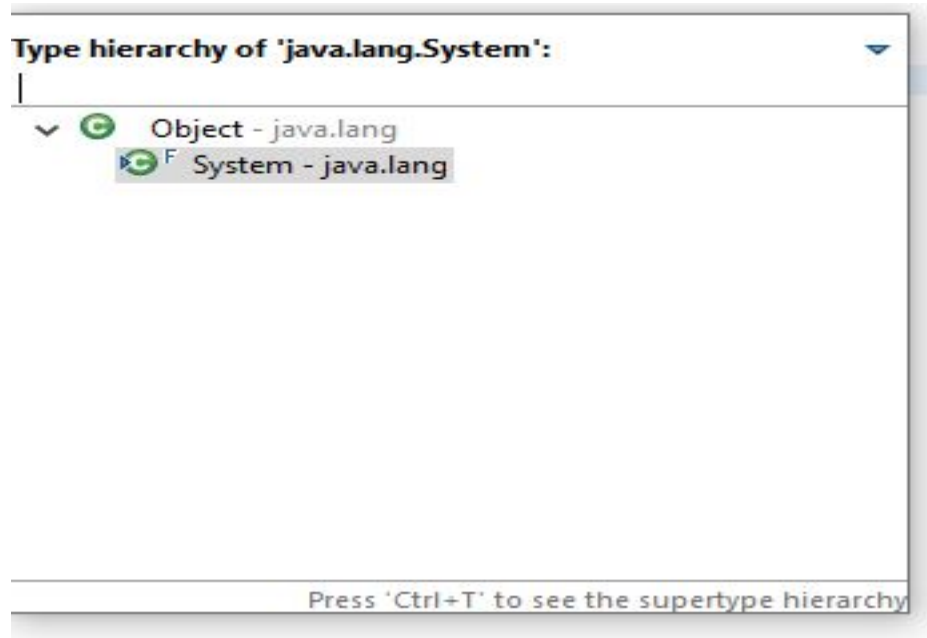 Type hierarchy of 'java.lang.System':
C Object - java.lang
C F System - java.lang
Press 'Ctrl+T' to see the supertype hierarchy